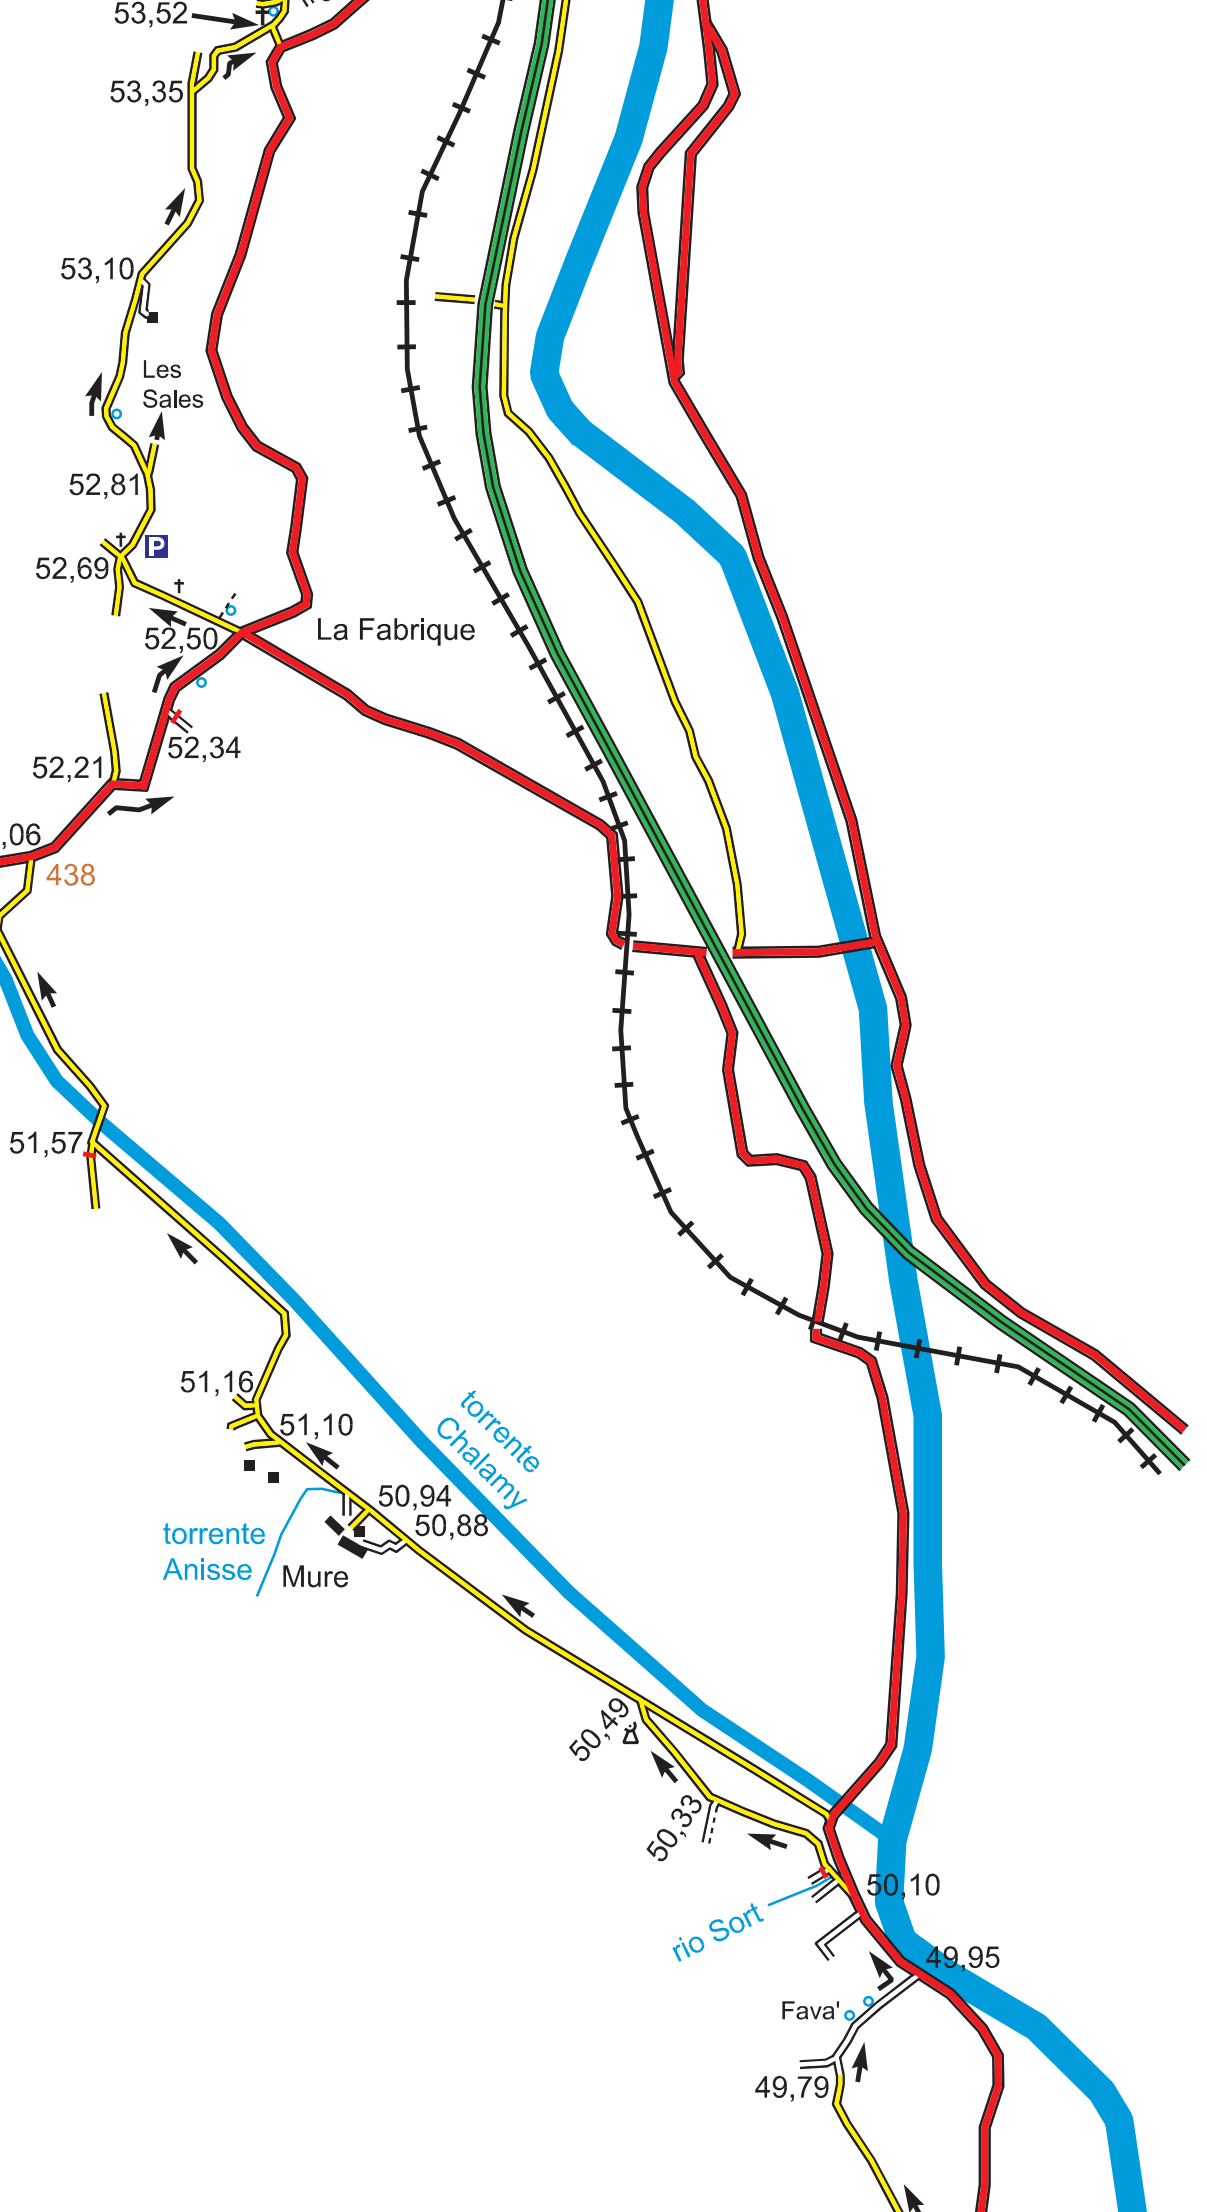 53,52
53,35
53,10
Les
Sales
52,81
P
52,69
52,50
La Fabrique
52,34
52,21
,06
438
51,57
51,16
51,10
torrente
Chalamy
50,94
50,88
torrente
Anisse
Mure
50,49
50,33
50,10
rio Sort
49,95
Fava'
49,79